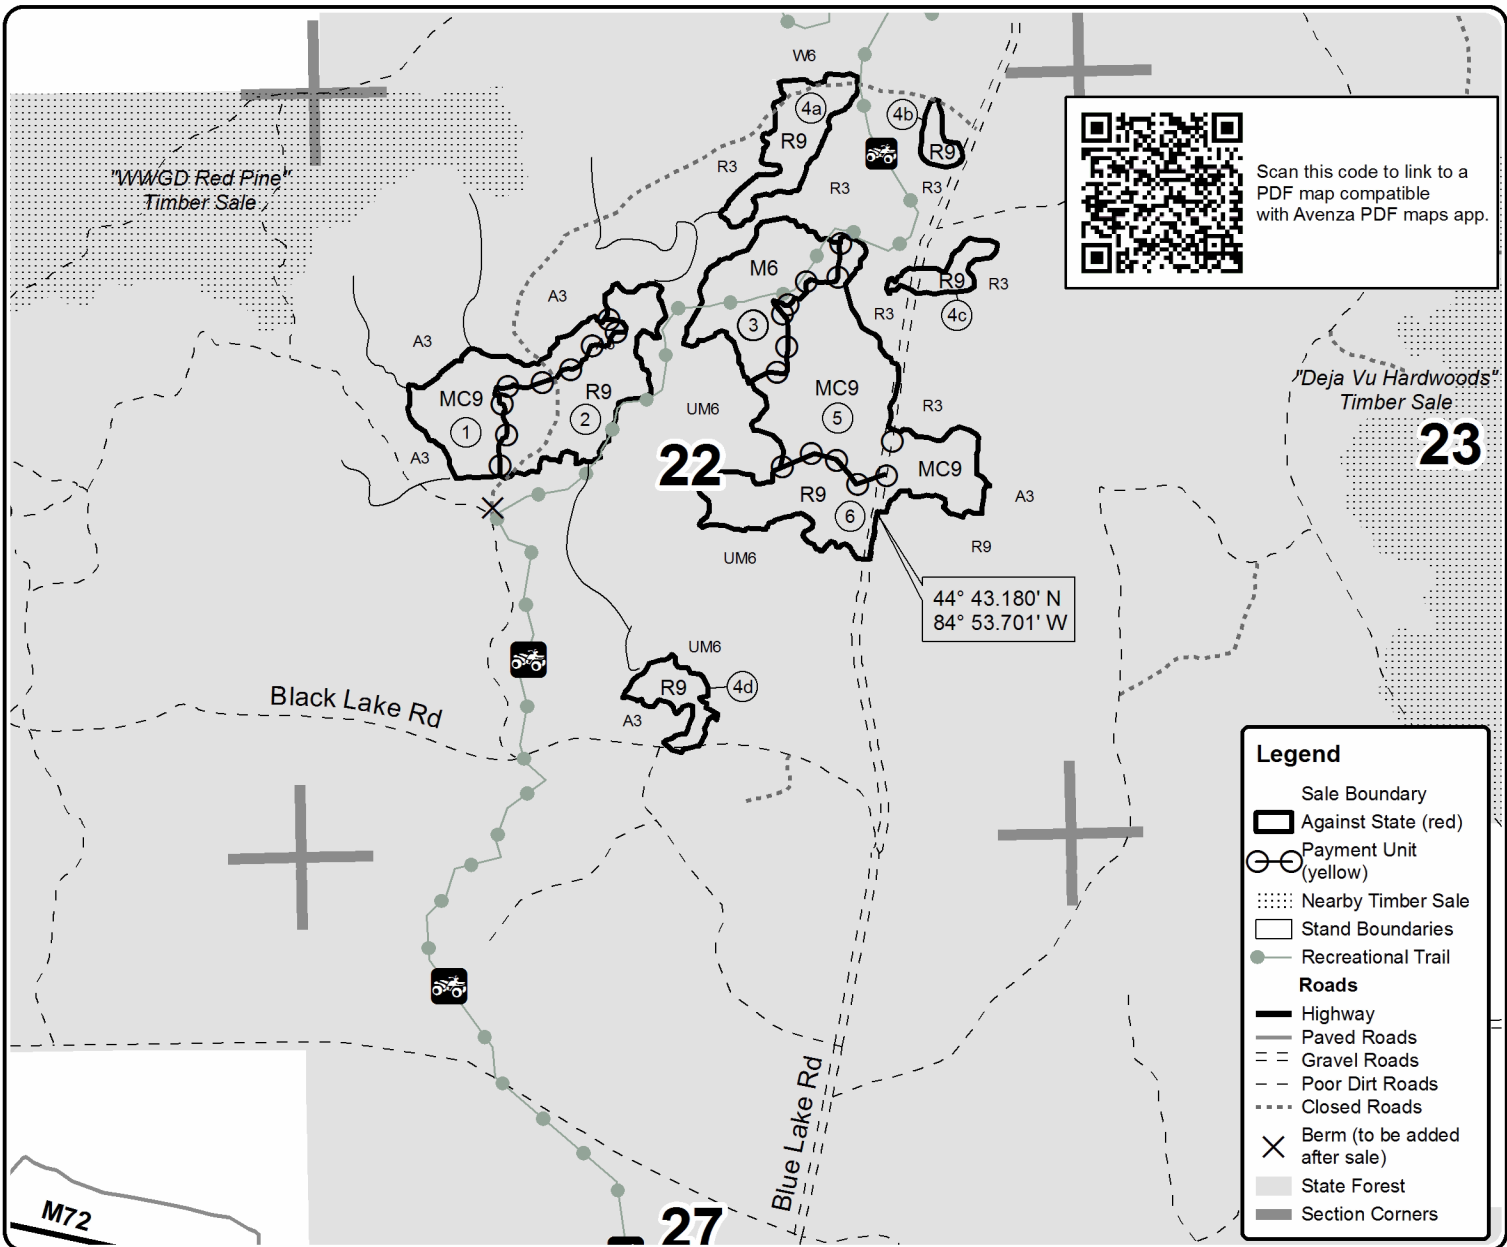 W6
4a
4b
R9
R9
R3
R3
R3
"WWGD Red Pine"
Timber Sale
Scan this code to link to a
PDF map compatible
with Avenza PDF maps app.
M6
R9
R3
4c
A3
3
R3
A3
MC9
R9
MC9
"Deja Vu Hardwoods"
Timber Sale
1
2
UM6
5
R3
A3
22
MC9
23
R9
6
A3
UM6
R9
44° 43.180' N
84° 53.701' W
UM6
R9
4d
A3
Black Lake Rd
Blue Lake Rd
M72
27
Legend
Sale Boundary
Against State (red)
Payment Unit
(yellow)
Nearby Timber Sale
Stand Boundaries
Recreational Trail
Roads
Highway
Paved Roads
Gravel Roads
Poor Dirt Roads
Closed Roads
Berm (to be added
after sale)
State Forest
Section Corners